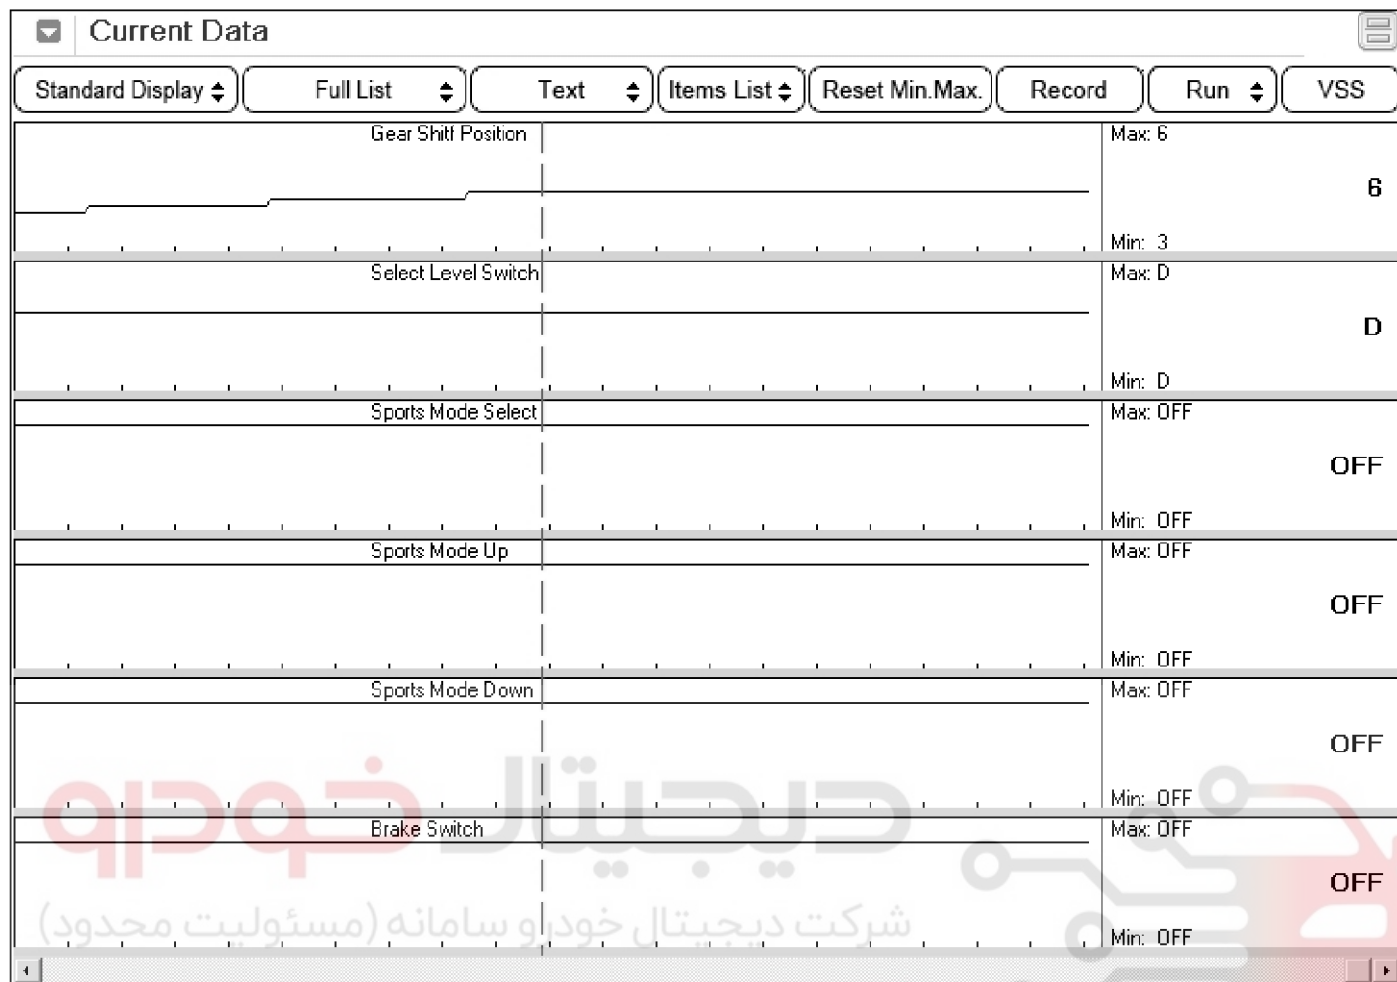 Current Data
Standard Display Full List Text Items List Reset Min.Max. Record Run VSS
Gear Shitf Position Max: 6
6
Min: 3
Select Level Switch Max: D
D
Min: D
Sports Mode Select Max: OFF
OFF
Min: OFF
Sports Mode Up Max: OFF
OFF
Min: OFF
Sports Mode Down Max: OFF
OFF
Min: OFF
Brake Switch Max: OFF
OFF
Min: OFF
دیجیتال خودرو
شرکت دیجیتال خودرو سامانه (مسئولیت محدود)